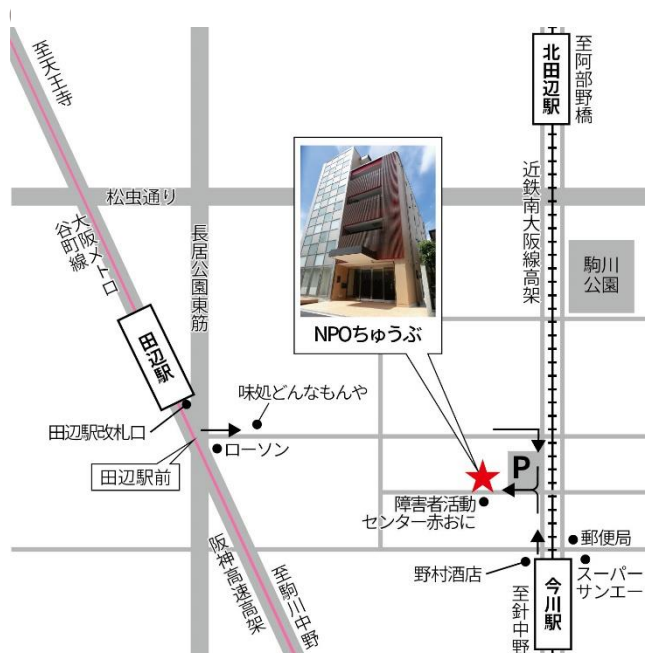 至天王寺
北田辺駅
至阿部野橋
松虫通り
大阪メトロ
谷町線
長居公園東筋
近鉄南大阪線高架
駒川
公園
NPOちゅうぶ
田辺駅
味処どんなもんや
田辺駅改札口
ローソン
田辺駅前
P
障害者活動
センター赤おに
郵便局
野村酒店
スーパー
サンエー
今川駅
阪神高速高架
至駒川中野
至針中野